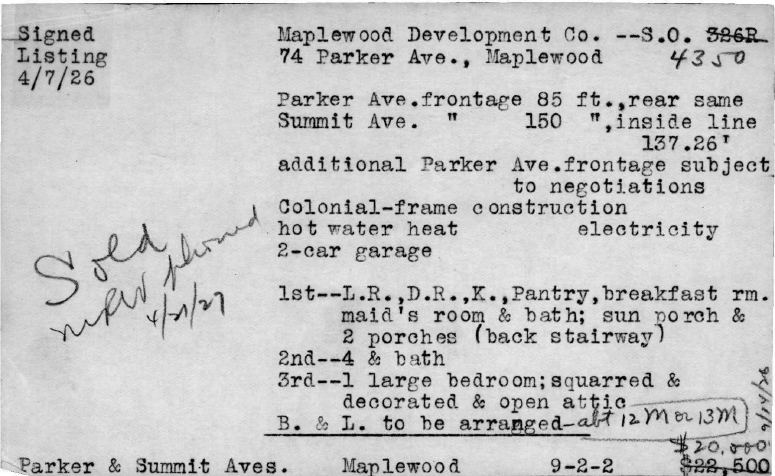 Signed Maplewood Development Co. --S.O. 326R
Listing 74 Parker Ave., Maplewood 4350
4/7/26
Parker Ave.frontage 85 ft.,rear same
Summit Ave. " 150 ",inside line
137.26'
additional Parker Ave.frontage subject
to negotiations
Colonial-frame construction
hot water heat electricity
2-car garage
Sold
phoned
4/21/27
1st--L.R.,D.R.,K.,Pantry,breakfast rm.
maid's room & bath; sun porch &
2 porches (back stairway)
2nd--4 & bath
3rd--1 large bedroom;squarred &
decorated & open attic
B. & L. to be arranged-abt 12M or 13M
$20,000 9/14/26
Parker & Summit Aves. Maplewood 9-2-2 $22,500